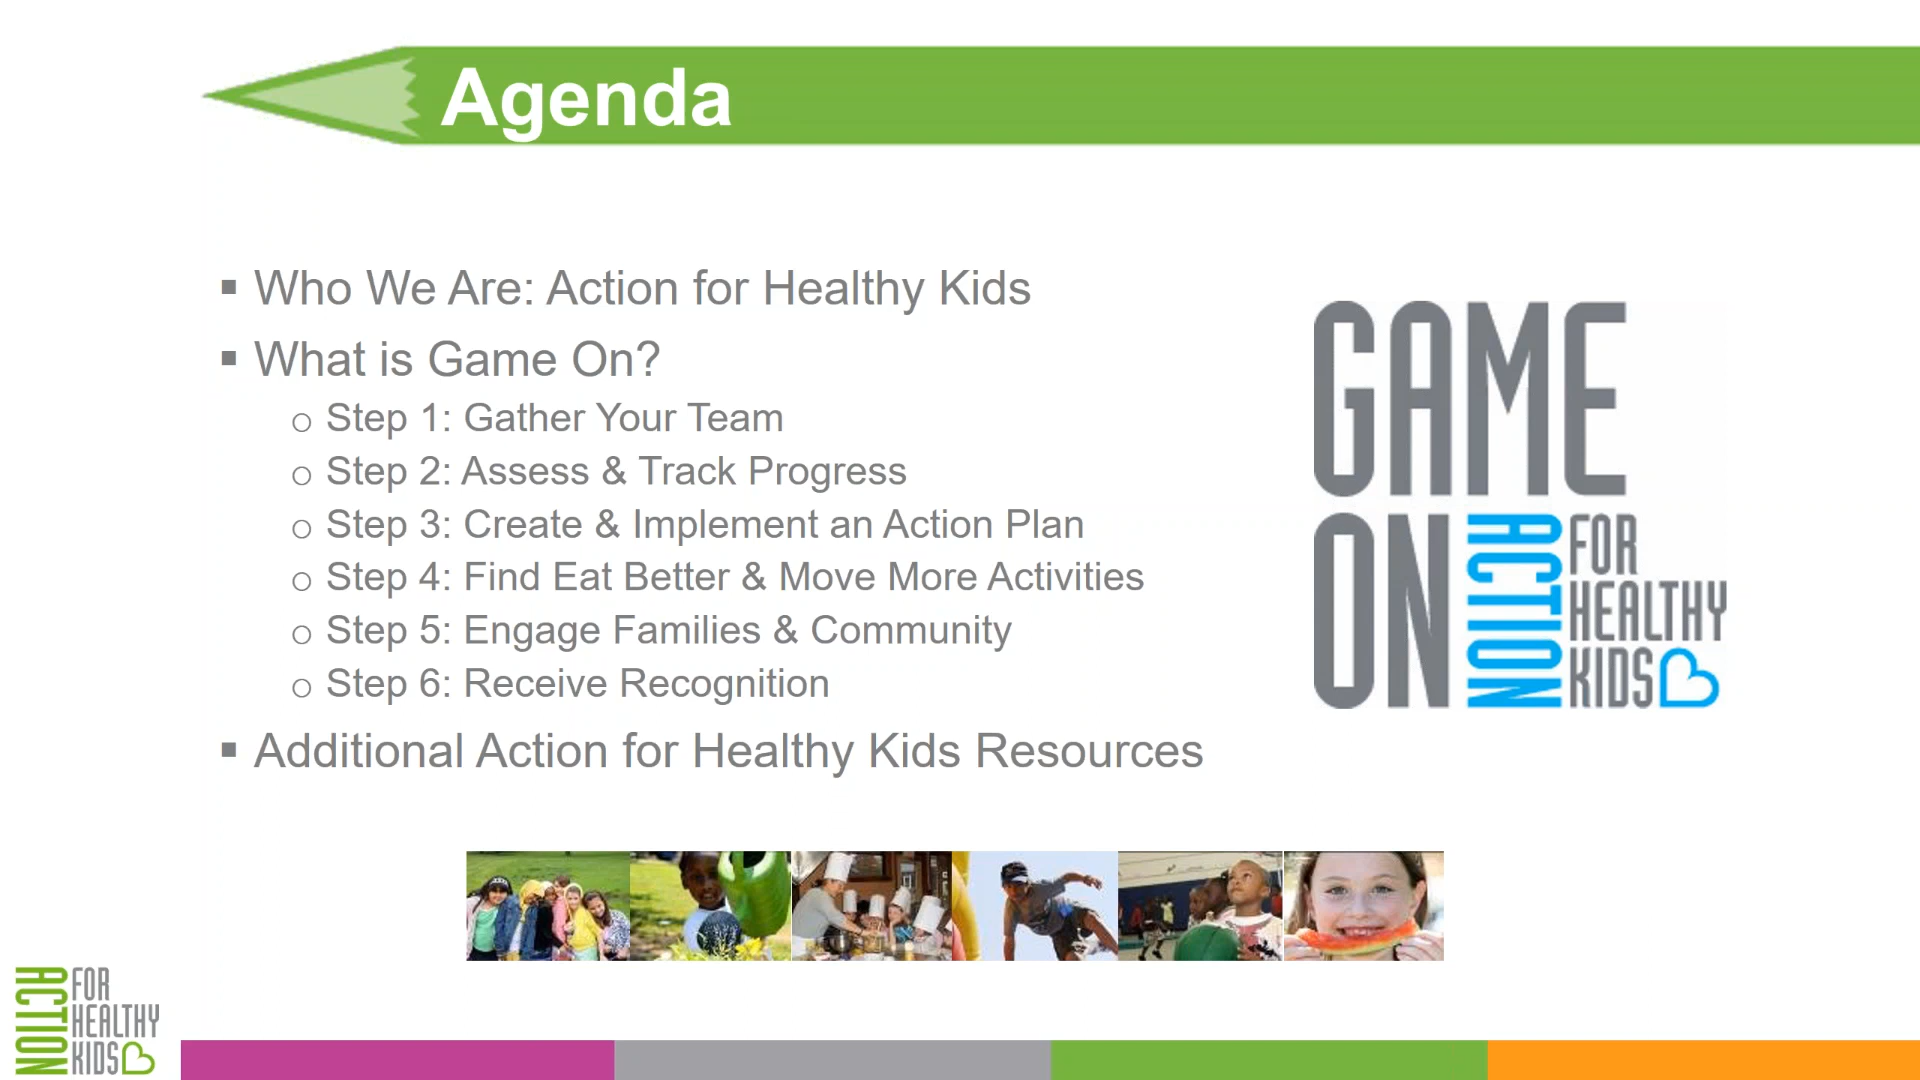 Agenda
▪ Who We Are: Action for Healthy Kids
▪ What is Game On?
o Step 1: Gather Your Team
o Step 2: Assess & Track Progress
o Step 3: Create & Implement an Action Plan
o Step 4: Find Eat Better & Move More Activities
o Step 5: Engage Families & Community
o Step 6: Receive Recognition
▪ Additional Action for Healthy Kids Resources
GAME
ON
ACTION
FOR
HEALTHY
KIDS
ACTION
FOR
HEALTHY
KIDS